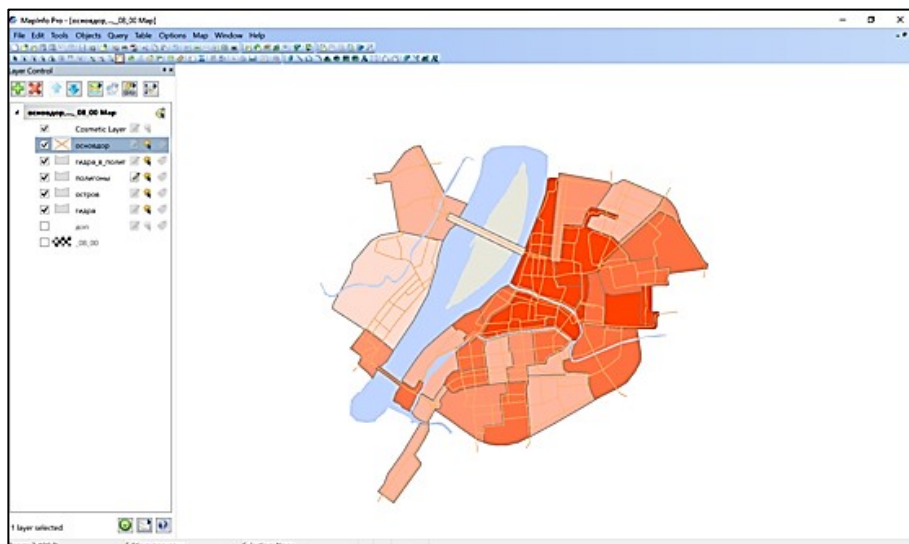 MapInfo Pro - [основдор,...,_08_00 Map]
File Edit Tools Objects Query Table Options Map Window Help
Layer Control
основдор,...,_08_00 Map
Cosmetic Layer
основдор
гидра_в_полиг
полигоны
остров
гидра
доп
_08_00
1 layer selected